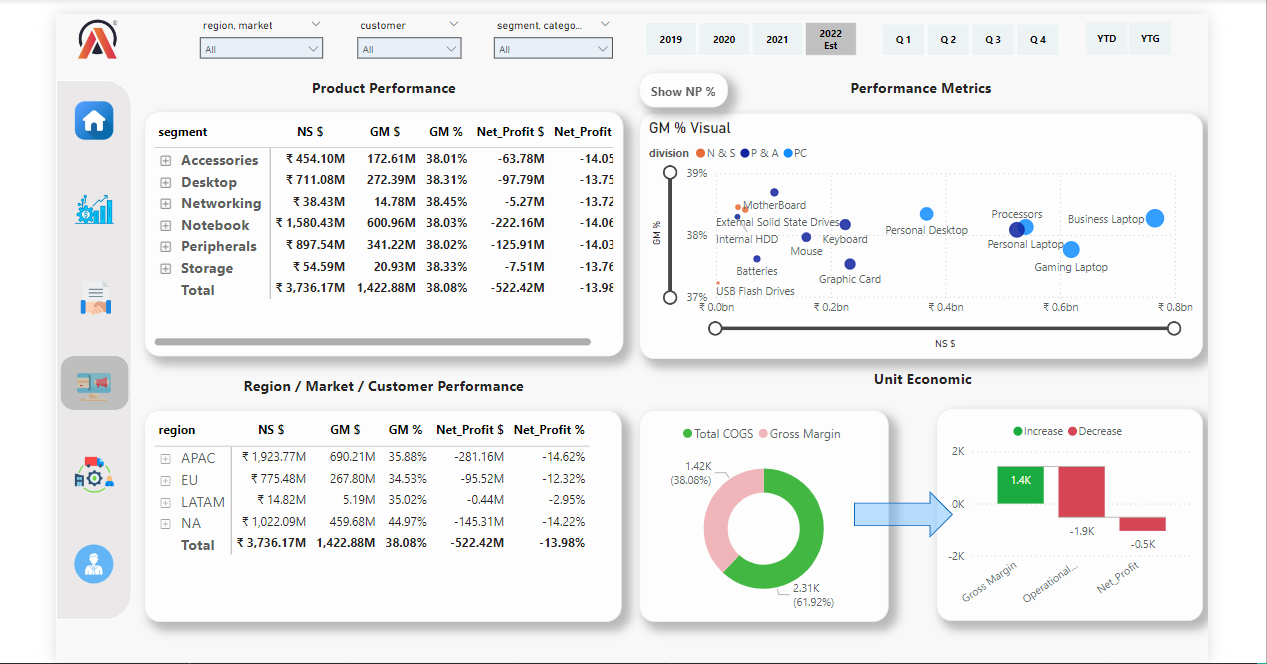 region, market
customer
segment, catego...
All
All
All
2019
2020
2021
2022 Est
Q 1
Q 2
Q 3
Q 4
YTD
YTG
Product Performance
segment NS $ GM $ GM % Net_Profit $ Net_Profit
Accessories ₹ 454.10M 172.61M 38.01% -63.78M -14.05
Desktop ₹ 711.08M 272.39M 38.31% -97.79M -13.75
Networking ₹ 38.43M 14.78M 38.45% -5.27M -13.72
Notebook ₹ 1,580.43M 600.96M 38.03% -222.16M -14.06
Peripherals ₹ 897.54M 341.22M 38.02% -125.91M -14.03
Storage ₹ 54.59M 20.93M 38.33% -7.51M -13.76
Total ₹ 3,736.17M 1,422.88M 38.08% -522.42M -13.98
Show NP %
Performance Metrics
GM % Visual
division N & S P & A PC
GM %
39%
38%
37%
MotherBoard
External Solid State Drives
Internal HDD
Keyboard
Mouse
Batteries
Graphic Card
USB Flash Drives
Personal Desktop
Processors
Personal Laptop
Business Laptop
Gaming Laptop
₹ 0.0bn ₹ 0.2bn ₹ 0.4bn ₹ 0.6bn ₹ 0.8bn
NS $
Region / Market / Customer Performance
region NS $ GM $ GM % Net_Profit $ Net_Profit %
APAC ₹ 1,923.77M 690.21M 35.88% -281.16M -14.62%
EU ₹ 775.48M 267.80M 34.53% -95.52M -12.32%
LATAM ₹ 14.82M 5.19M 35.02% -0.44M -2.95%
NA ₹ 1,022.09M 459.68M 44.97% -145.31M -14.22%
Total ₹ 3,736.17M 1,422.88M 38.08% -522.42M -13.98%
Unit Economic
Total COGS Gross Margin
1.42K
(38.08%)
2.31K
(61.92%)
Increase Decrease
2K
0K
-2K
1.4K
-1.9K
-0.5K
Gross Margin
Operational...
Net_Profit